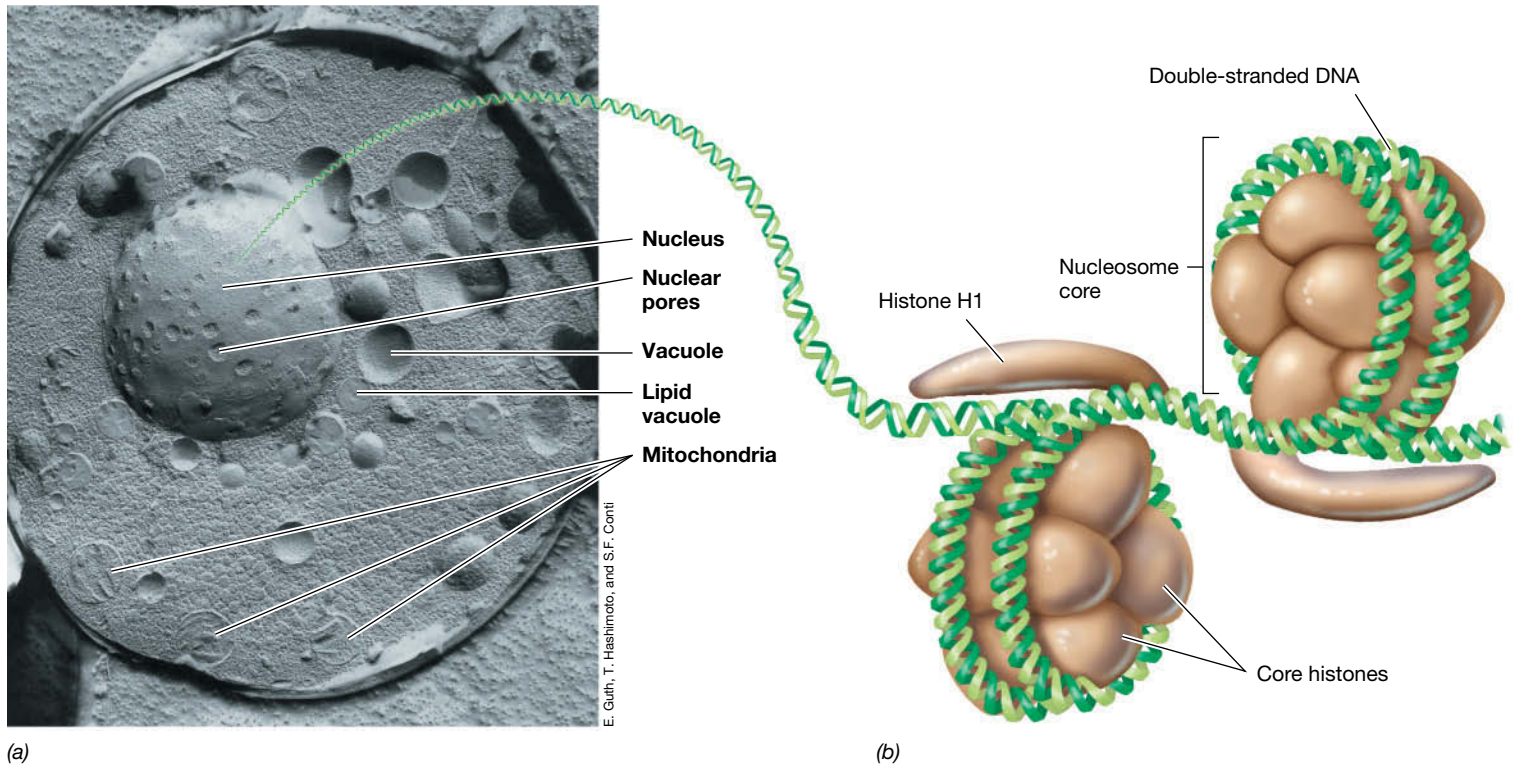 Nucleus
Nuclear
pores
Vacuole
Lipid
vacuole
Mitochondria
E. Guth, T. Hashimoto, and S.F. Conti
(a)
Double-stranded DNA
Nucleosome
core
Histone H1
Core histones
(b)